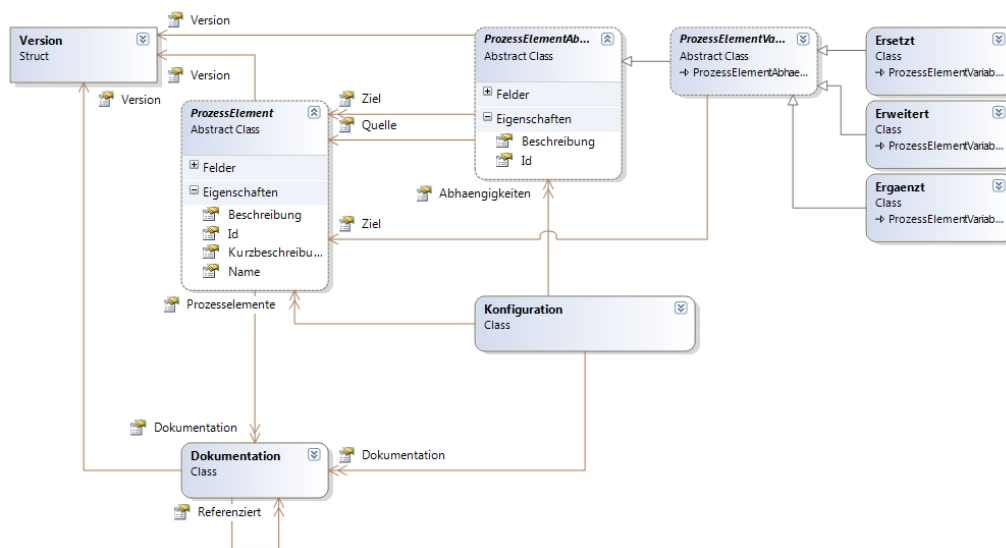 Version
Struct
Version
Version
Version
ProzessElement
Abstract Class
Felder
Eigenschaften
Beschreibung
Id
Kurzbeschreibu...
Name
Ziel
Quelle
Ziel
ProzessElementAb...
Abstract Class
Felder
Eigenschaften
Beschreibung
Id
Abhaengigkeiten
ProzessElementVa...
Abstract Class
ProzessElementAbhae...
Ersetzt
Class
ProzessElementVariab...
Erweitert
Class
ProzessElementVariab...
Ergaenzt
Class
ProzessElementVariab...
Prozesselemente
Konfiguration
Class
Dokumentation
Dokumentation
Dokumentation
Class
Referenziert